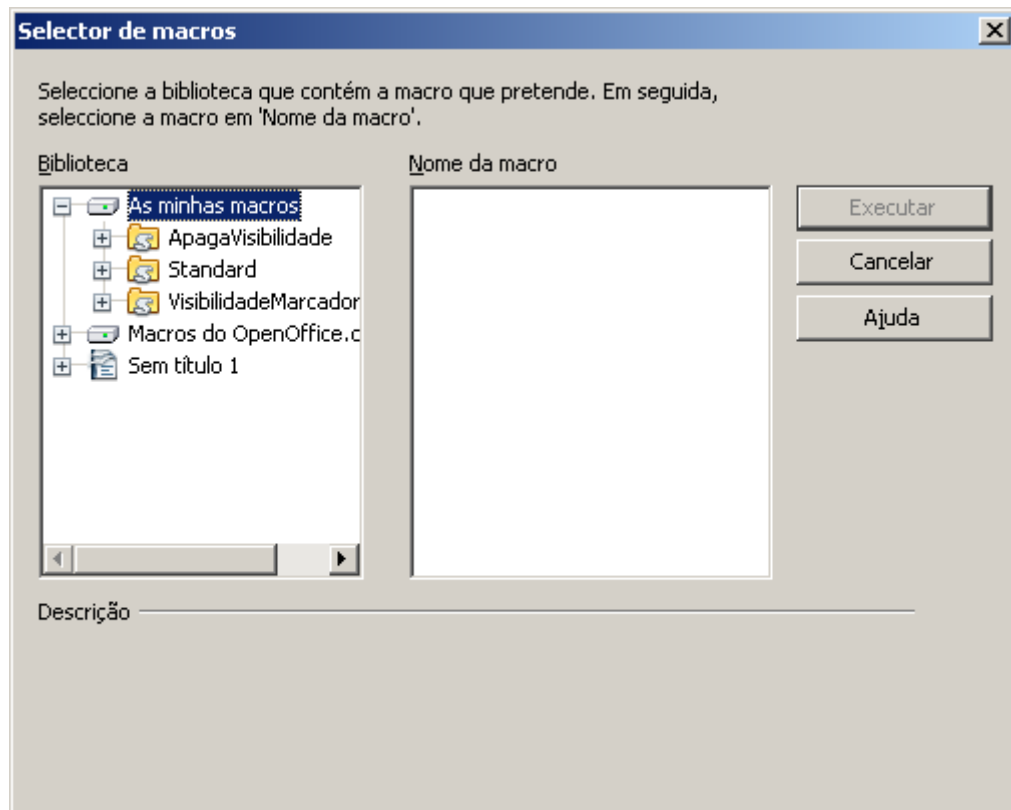 Selector de macros
Seleccione a biblioteca que contém a macro que pretende. Em seguida,
seleccione a macro em 'Nome da macro'.
Biblioteca
Nome da macro
As minhas macros
ApagaVisibilidade
Standard
VisibilidadeMarcador
Macros do OpenOffice.c
Sem título 1
Executar
Cancelar
Ajuda
Descrição